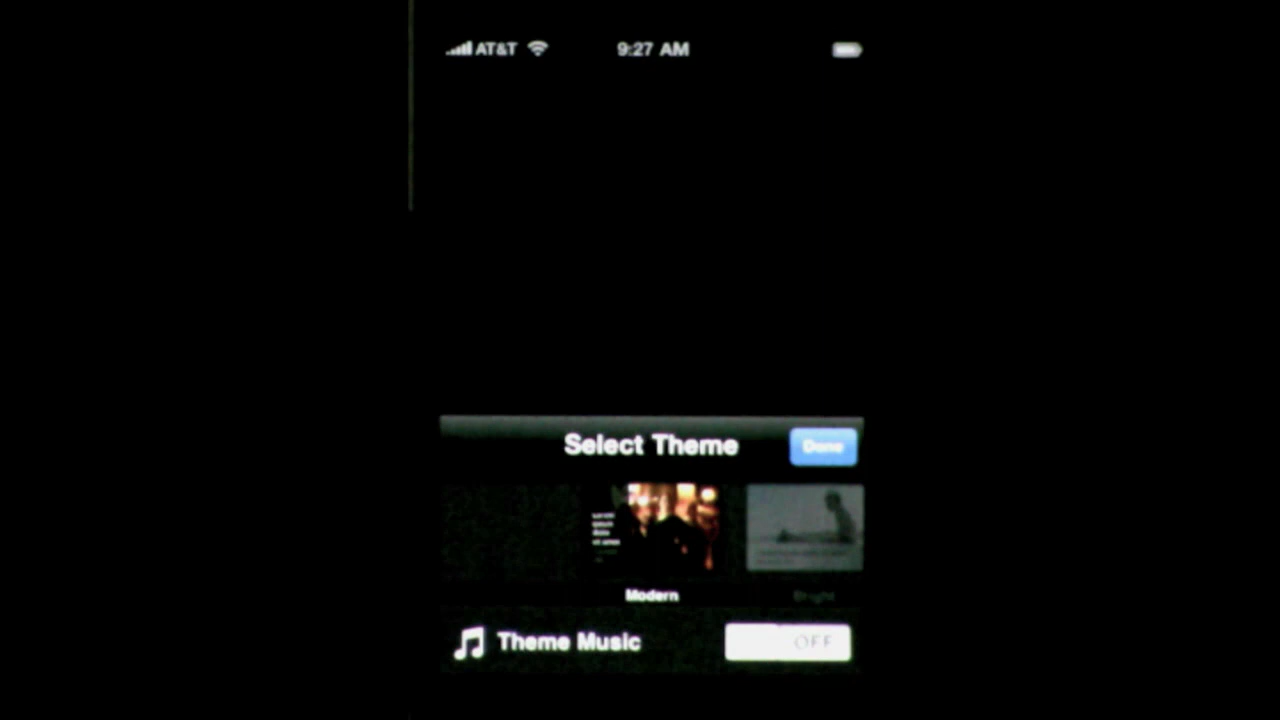 AT&T 9:27 AM
Select Theme
Done
Modern
Bright
Theme Music
OFF